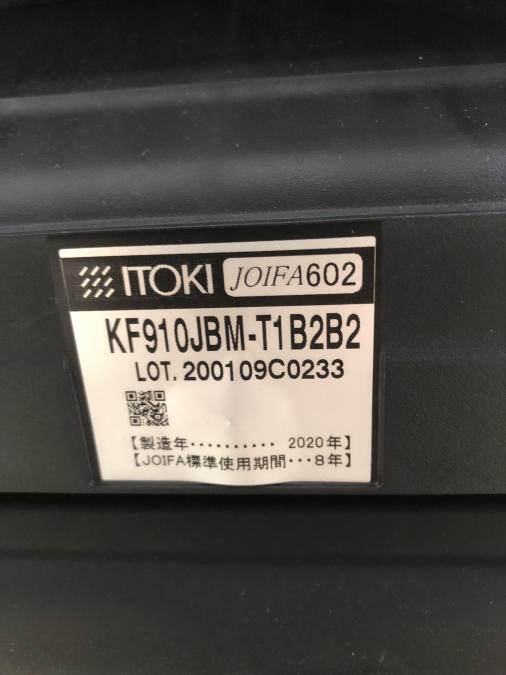 ITOKI JOIFA602
KF910JBM-T1B2B2
LOT. 200109C0233
【製造年・・・・・・・・・・ 2020年】
【JOIFA標準使用期間・・・8年】